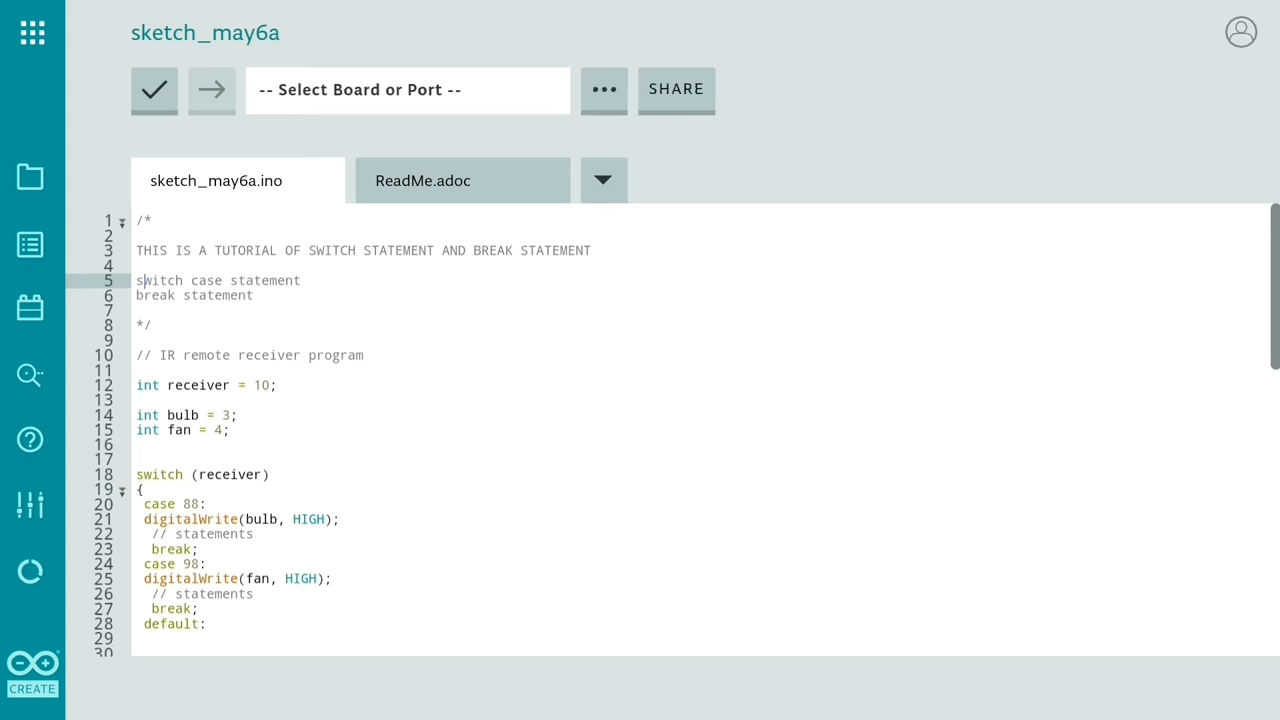 sketch_may6a
-- Select Board or Port --
SHARE
sketch_may6a.ino
ReadMe.adoc
1 /*
2
3 THIS IS A TUTORIAL OF SWITCH STATEMENT AND BREAK STATEMENT
4
5 switch case statement
6 break statement
7
8 */
9
10 // IR remote receiver program
11
12 int receiver = 10;
13
14 int bulb = 3;
15 int fan = 4;
16
17
18 switch (receiver)
19 {
20 case 88:
21 digitalWrite(bulb, HIGH);
22 // statements
23 break;
24 case 98:
25 digitalWrite(fan, HIGH);
26 // statements
27 break;
28 default:
29
30
CREATE